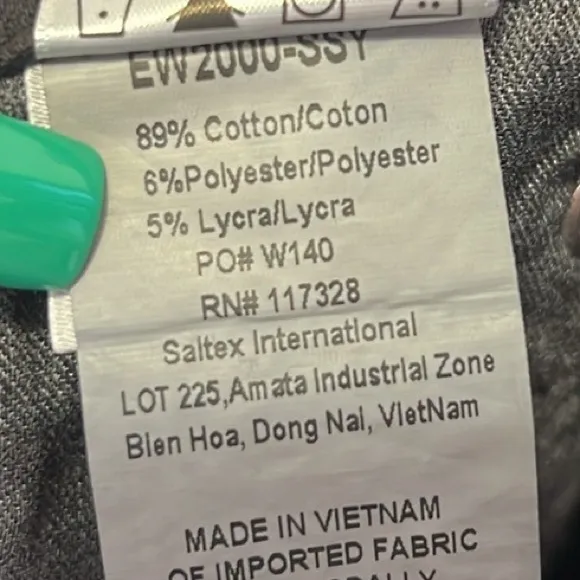 EW2000-SSY
89% Cotton/Coton
6%Polyester/Polyester
5% Lycra/Lycra
PO# W140
RN# 117328
Saltex International
LOT 225,Amata Industrial Zone
Bien Hoa, Dong Nai, VietNam
MADE IN VIETNAM
OF IMPORTED FABRIC